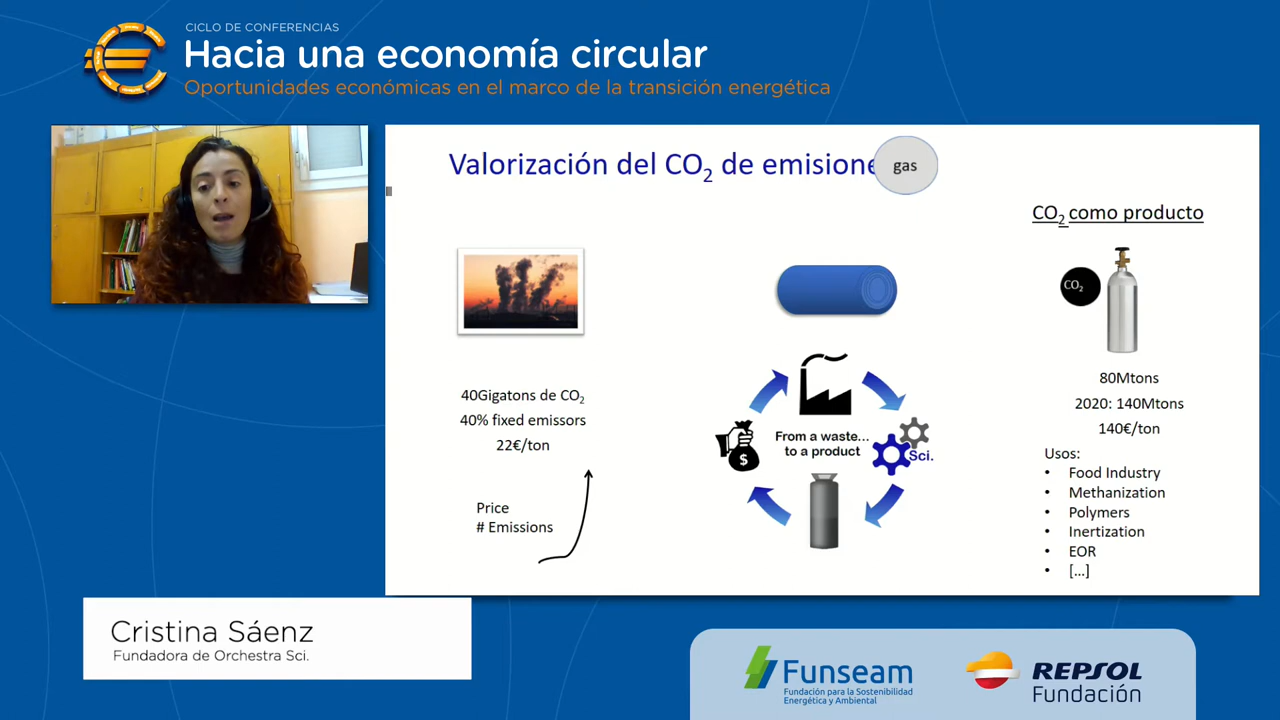 CICLO DE CONFERENCIAS
Hacia una economía circular
Oportunidades económicas en el marco de la transición energética
Valorización del CO₂ de emisione
gas
CO₂ como producto
CO₂
40Gigatons de CO₂
40% fixed emissors
22€/ton
Price
# Emissions
From a waste...
to a product
$
Sci.
80Mtons
2020: 140Mtons
140€/ton
Usos:
• Food Industry
• Methanization
• Polymers
• Inertization
• EOR
• [...]
Cristina Sáenz
Fundadora de Orchestra Sci.
Funseam
Fundación para la Sostenibilidad
Energética y Ambiental
REPSOL
Fundación